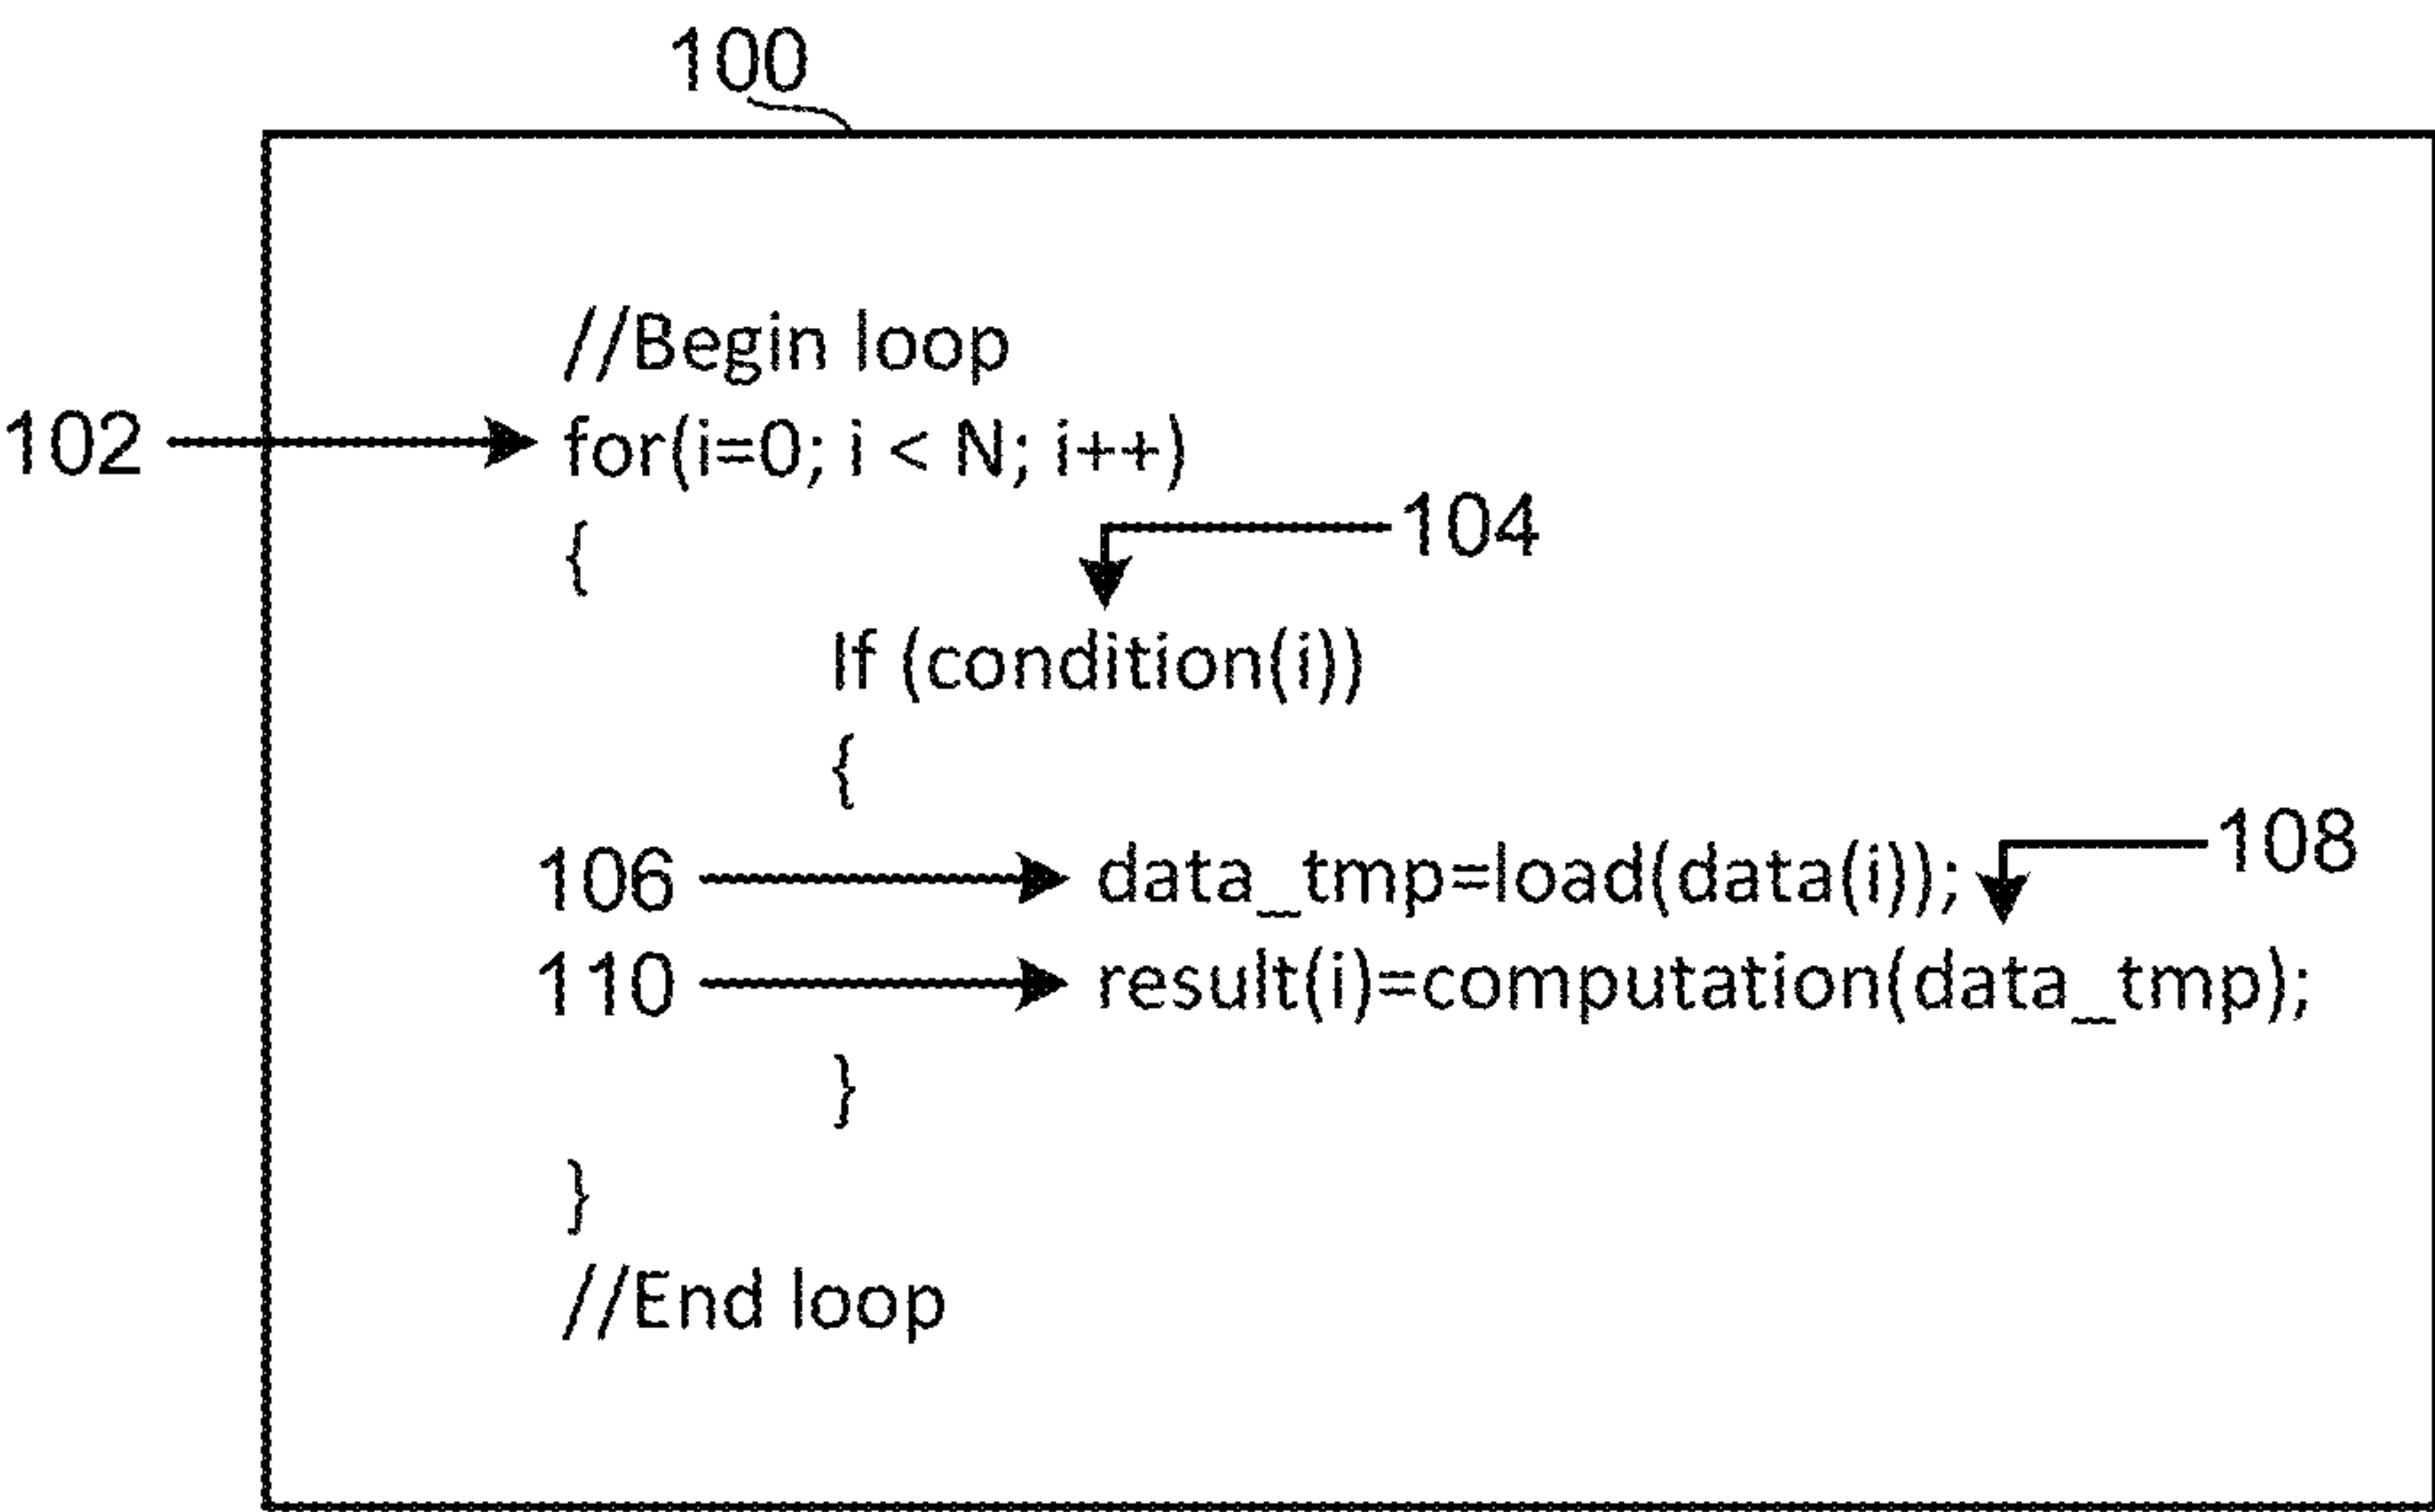 100
//Begin loop
102 for(i=0; i < N; i++)
{ 104
If (condition(i))
{
106 data_tmp=load(data(i)); 108
110 result(i)=computation(data_tmp);
}
}
//End loop